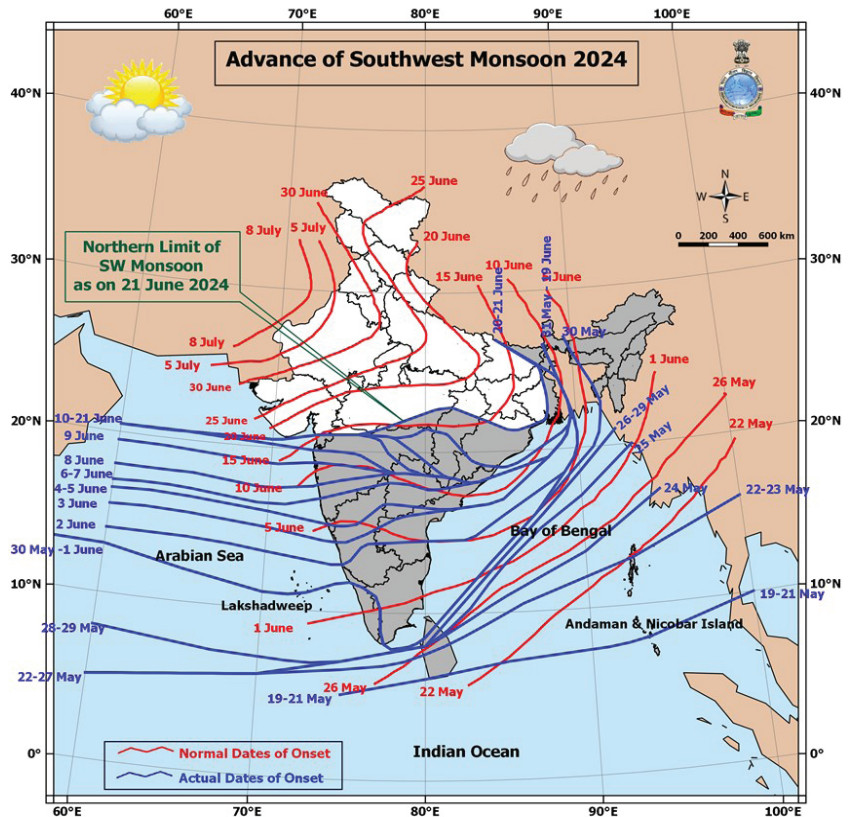 60°E
70°E
80°E
90°E
100°E
Advance of Southwest Monsoon 2024
40°N
40°N
N
W
E
S
0 200 400 600 km
25 June
30 June
8 July
5 July
20 June
Northern Limit of
SW Monsoon
as on 21 June 2024
30°N
30°N
15 June
10 June
5 June
20-21 June
31 May - 19 June
30 May
8 July
5 July
30 June
1 June
26 May
22 May
25 June
20 June
15 June
10 June
5 June
20°N
20°N
10-21 June
9 June
8 June
6-7 June
4-5 June
3 June
2 June
30 May -1 June
26-29 May
25 May
24 May
22-23 May
Bay of Bengal
Arabian Sea
10°N
10°N
Lakshadweep
1 June
19-21 May
Andaman & Nicobar Island
28-29 May
22-27 May
26 May
22 May
19-21 May
0°
0°
Indian Ocean
Normal Dates of Onset
Actual Dates of Onset
60°E
70°E
80°E
90°E
100°E